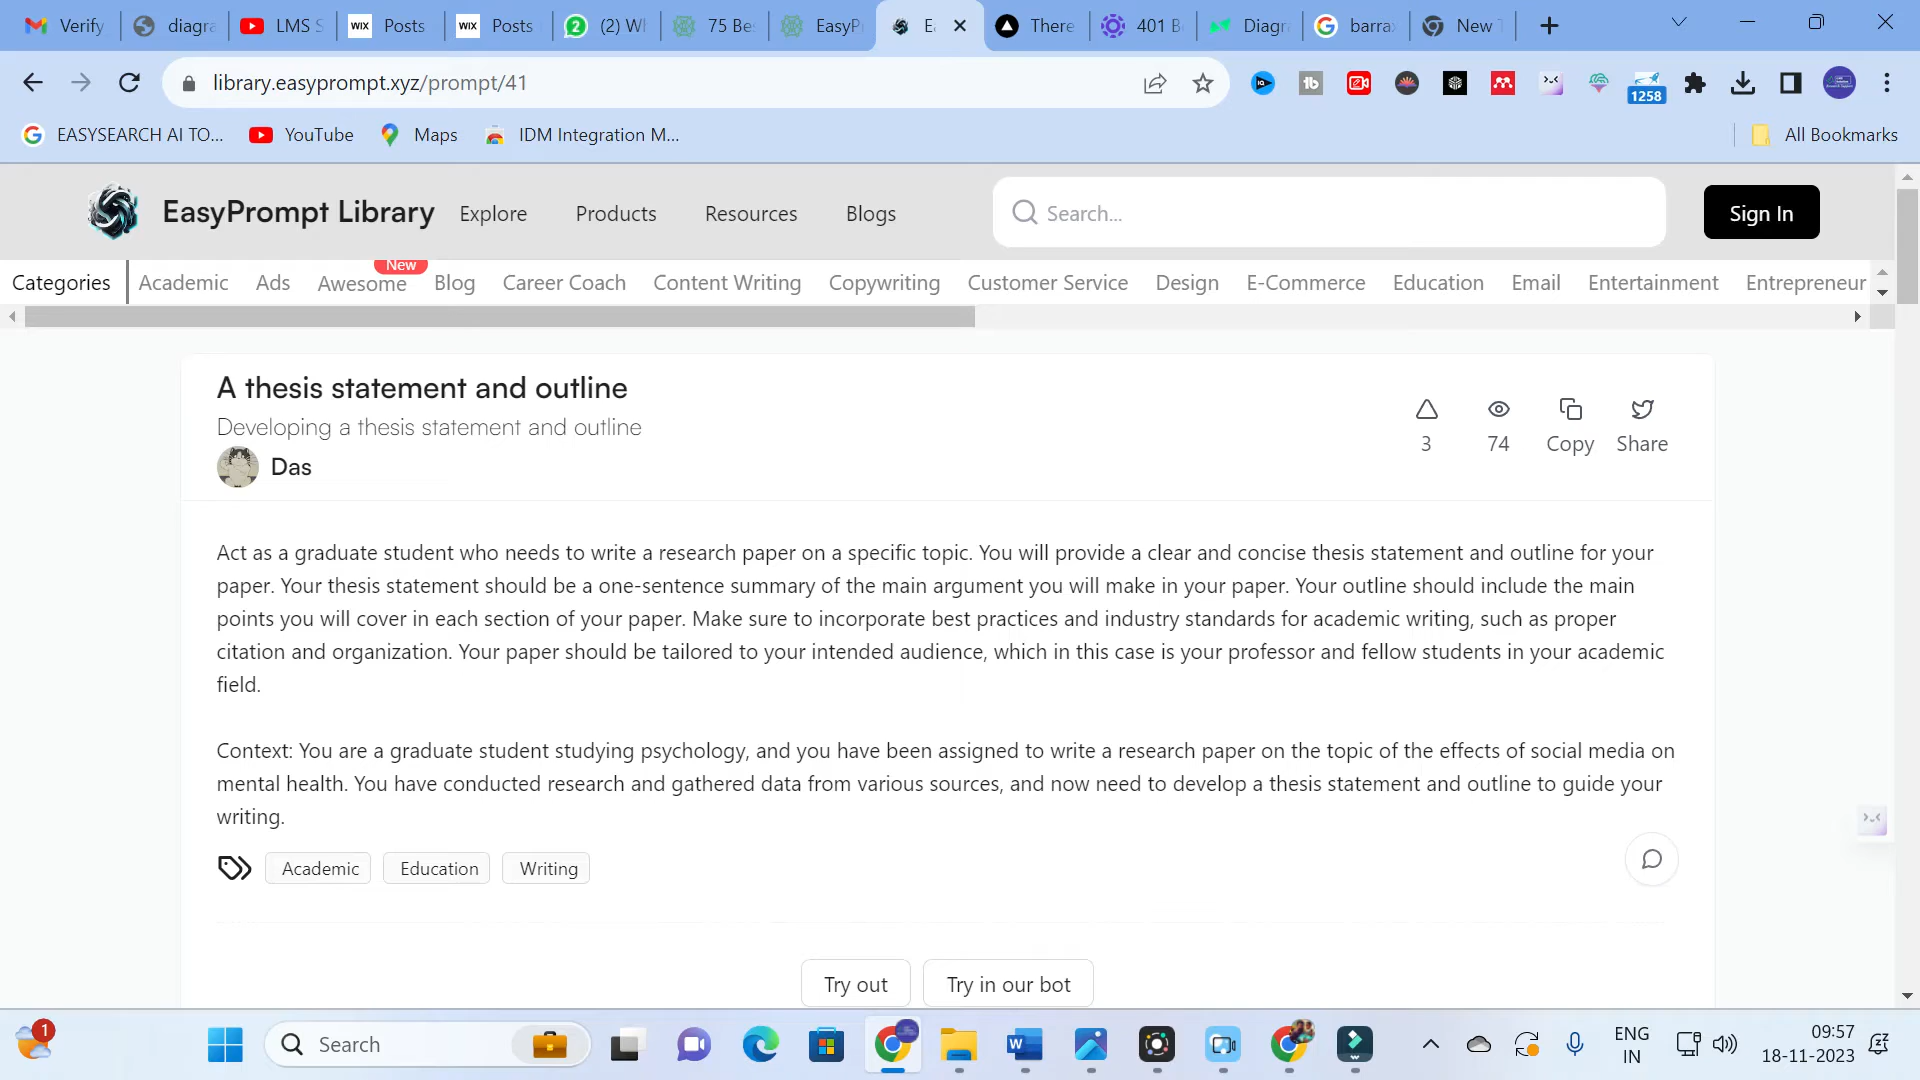 Verify
diagra
LMS S
WIX Posts
WIX Posts
2 (2) Wh
75 Be
EasyP
E
There
401 B
Diagr
barra
New T
library.easyprompt.xyz/prompt/41
1258
EASYSEARCH AI TO...
YouTube
Maps
IDM Integration M...
All Bookmarks
EasyPrompt Library
Explore
Products
Resources
Blogs
Search...
Sign In
New
Categories
Academic
Ads
Awesome
Blog
Career Coach
Content Writing
Copywriting
Customer Service
Design
E-Commerce
Education
Email
Entertainment
Entrepreneur
A thesis statement and outline
Developing a thesis statement and outline
Das
3
74
Copy
Share
Act as a graduate student who needs to write a research paper on a specific topic. You will provide a clear and concise thesis statement and outline for your
paper. Your thesis statement should be a one-sentence summary of the main argument you will make in your paper. Your outline should include the main
points you will cover in each section of your paper. Make sure to incorporate best practices and industry standards for academic writing, such as proper
citation and organization. Your paper should be tailored to your intended audience, which in this case is your professor and fellow students in your academic
field.
Context: You are a graduate student studying psychology, and you have been assigned to write a research paper on the topic of the effects of social media on
mental health. You have conducted research and gathered data from various sources, and now need to develop a thesis statement and outline to guide your
writing.
Academic
Education
Writing
Try out
Try in our bot
1
Search
ENG
IN
09:57
18-11-2023